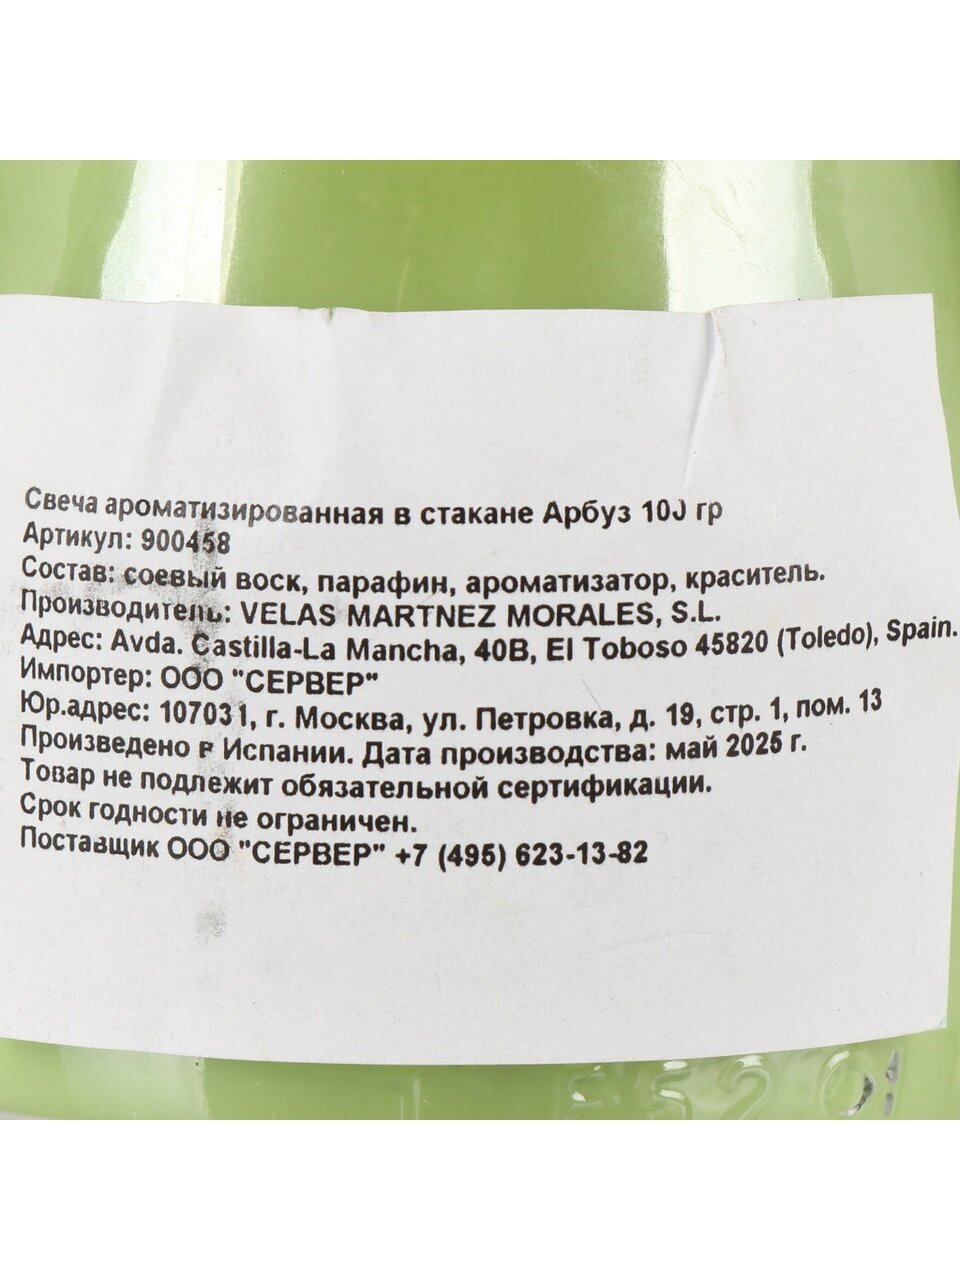 Свеча ароматизированная в стакане Арбуз 100 гр
Артикул: 900458
Состав: соевый воск, парафин, ароматизатор, краситель.
Производитель: VELAS MARTNEZ MORALES, S.L.
Адрес: Avda. Castilla-La Mancha, 40B, El Toboso 45820 (Toledo), Spain.
Импортер: ООО "СЕРВЕР"
Юр.адрес: 107031, г. Москва, ул. Петровка, д. 19, стр. 1, пом. 13
Произведено в Испании. Дата производства: май 2025 г.
Товар не подлежит обязательной сертификации.
Срок годности не ограничен.
Поставщик ООО "СЕРВЕР" +7 (495) 623-13-82